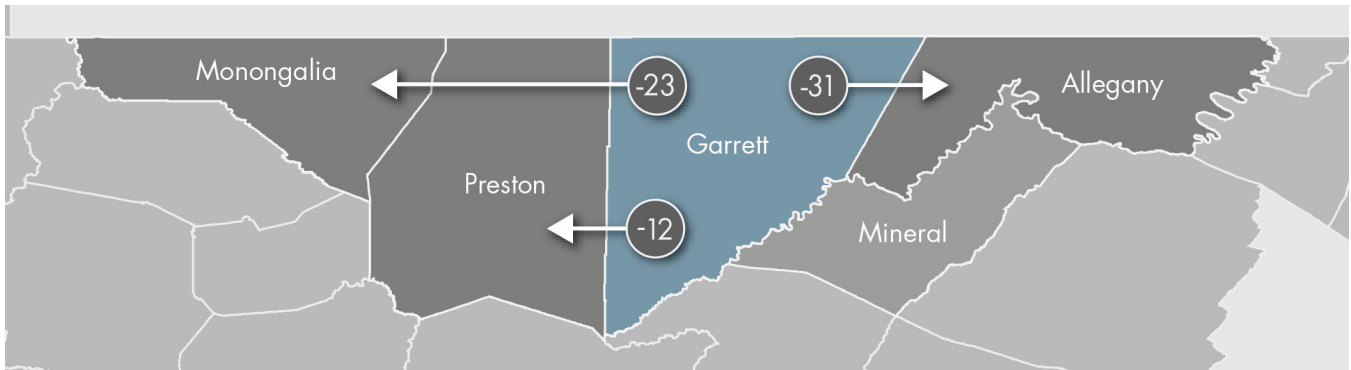 Monongalia
-23
-31
Allegany
Garrett
Preston
-12
Mineral